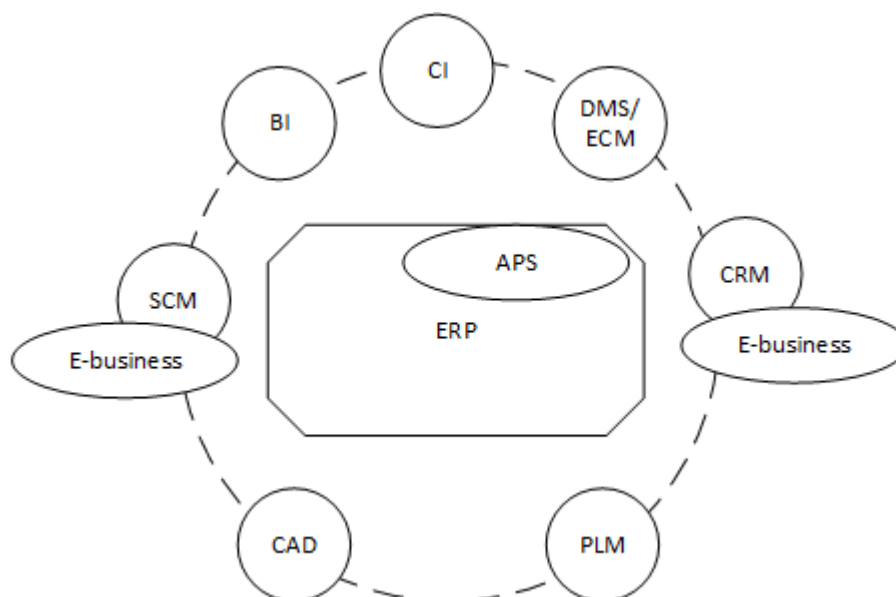 CI
BI
DMS/
ECM
APS
SCM
CRM
ERP
E-business
E-business
CAD
PLM